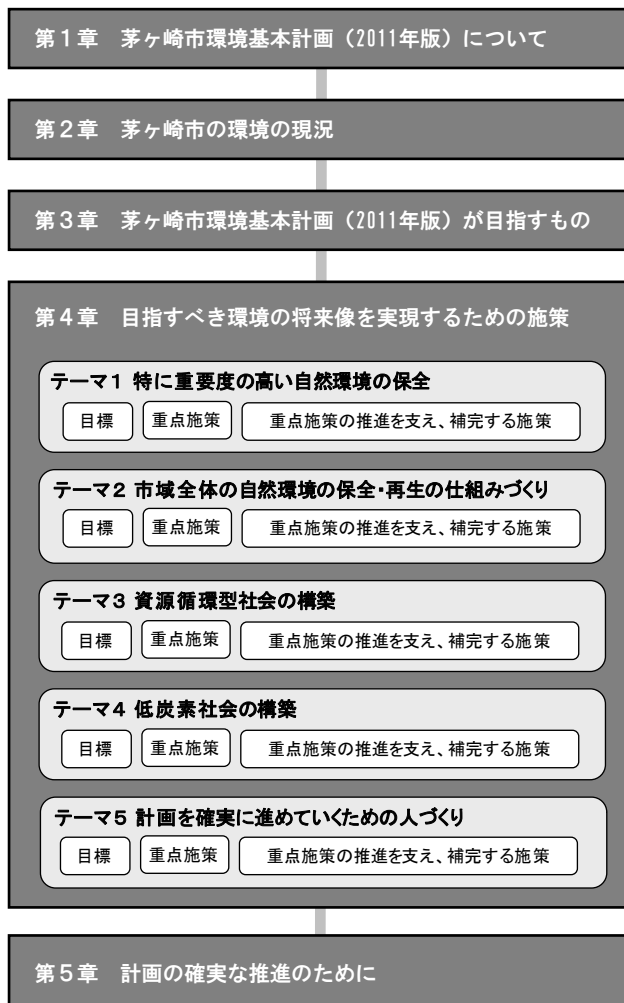 第１章　茅ヶ崎市環境基本計画（2011年版）について
第２章　茅ヶ崎市の環境の現況
第３章　茅ヶ崎市環境基本計画（2011年版）が目指すもの
第４章　目指すべき環境の将来像を実現するための施策
テーマ１ 特に重要度の高い自然環境の保全
目標　重点施策　重点施策の推進を支え、補完する施策
テーマ２ 市域全体の自然環境の保全・再生の仕組みづくり
目標　重点施策　重点施策の推進を支え、補完する施策
テーマ３ 資源循環型社会の構築
目標　重点施策　重点施策の推進を支え、補完する施策
テーマ４ 低炭素社会の構築
目標　重点施策　重点施策の推進を支え、補完する施策
テーマ５ 計画を確実に進めていくための人づくり
目標　重点施策　重点施策の推進を支え、補完する施策
第５章　計画の確実な推進のために